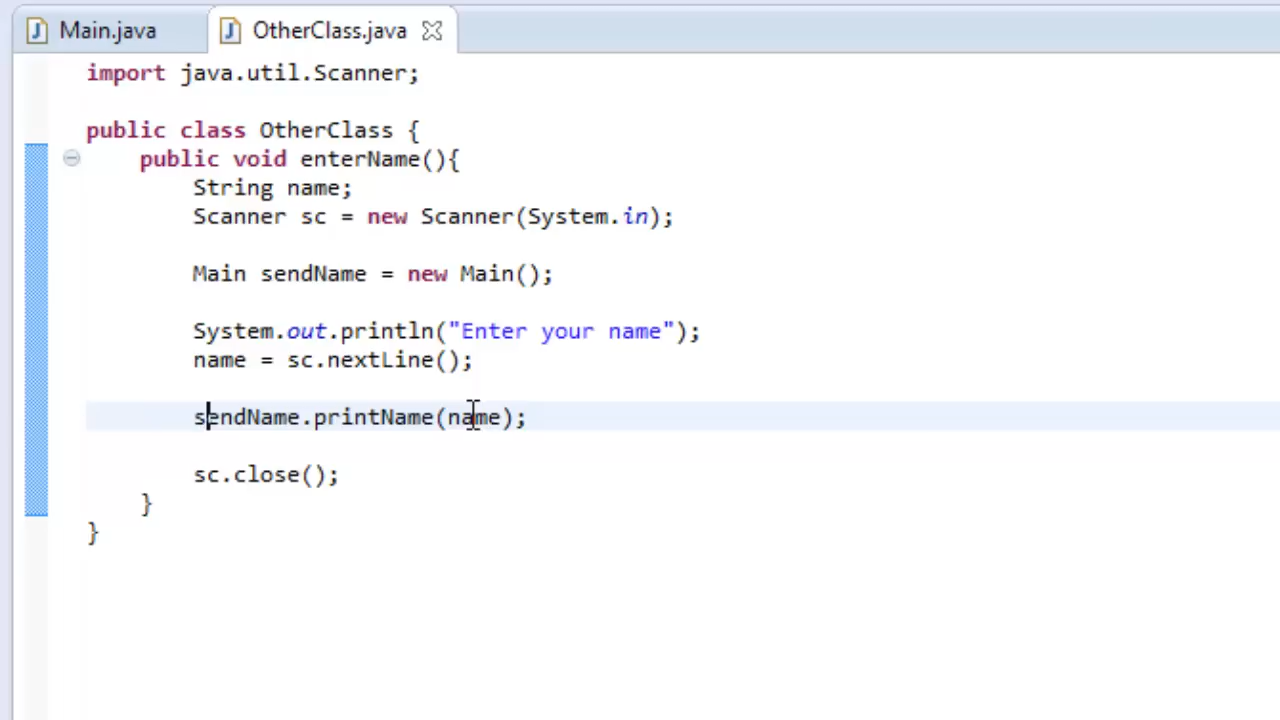 Main.java OtherClass.java
import java.util.Scanner;
public class OtherClass {
public void enterName(){
String name;
Scanner sc = new Scanner(System.in);
Main sendName = new Main();
System.out.println("Enter your name");
name = sc.nextLine();
sendName.printName(name);
sc.close();
}
}